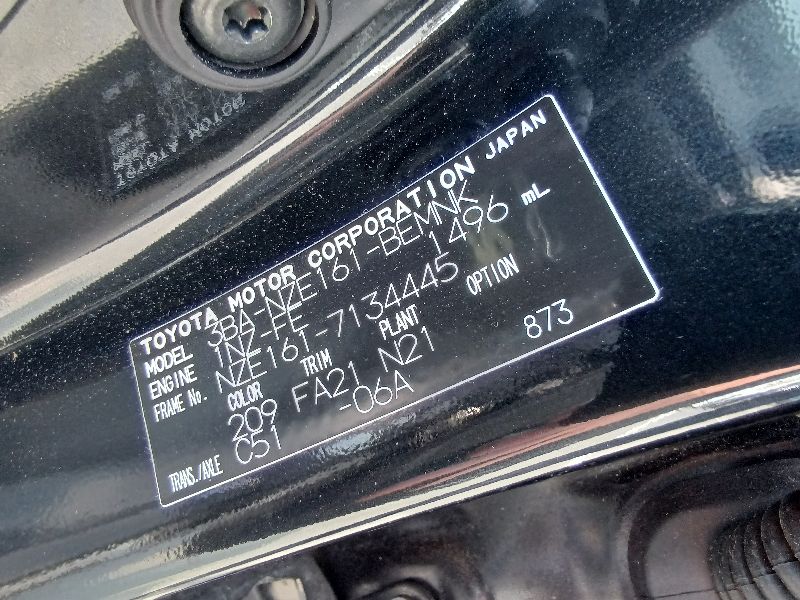 TOYOTA MOTOR CORPORATION JAPAN
MODEL 3BA-NZE161-BEMNK
ENGINE 1NZ-FE 1496 mL
FRAME No. NZE161-7134445
COLOR TRIM PLANT OPTION
209 FA21 N21 873
TRANS./AXLE C51 -06A